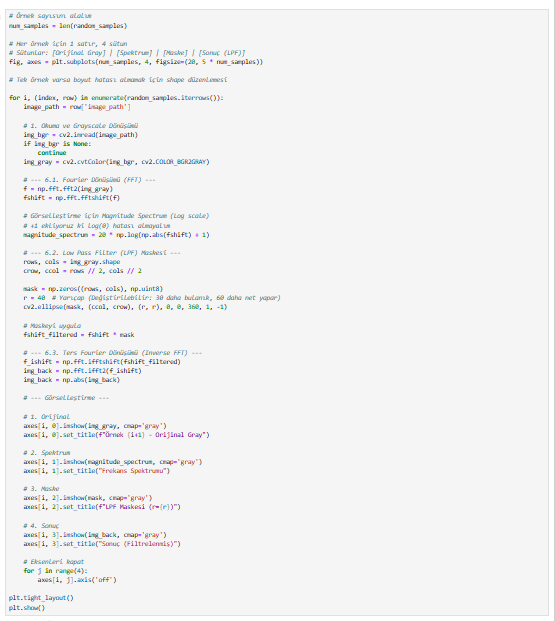 # Örnek sayısını alalım
num_samples = len(random_samples)
# Her örnek için 1 satır, 4 sütun
# Sütunlar: [Orijinal Gray] | [Spektrum] | [Maske] | [Sonuç (LPF)]
fig, axes = plt.subplots(num_samples, 4, figsize=(20, 5 * num_samples))
# Tek örnek varsa boyut hatası almamak için shape düzenlemesi
for i, (index, row) in enumerate(random_samples.iterrows()):
    image_path = row['image_path']
    # 1. Okuma ve Grayscale Dönüşümü
    img_bgr = cv2.imread(image_path)
    if img_bgr is None:
        continue
    img_gray = cv2.cvtColor(img_bgr, cv2.COLOR_BGR2GRAY)
    # --- 6.1. Fourier Dönüşümü (FFT) ---
    f = np.fft.fft2(img_gray)
    fshift = np.fft.fftshift(f)
    # Görselleştirme için Magnitude Spectrum (Log scale)
    # +1 ekliyoruz ki log(0) hatası almayalım
    magnitude_spectrum = 20 * np.log(np.abs(fshift) + 1)
    # --- 6.2. Low Pass Filter (LPF) Maskesi ---
    rows, cols = img_gray.shape
    crow, ccol = rows // 2, cols // 2
    mask = np.zeros((rows, cols), np.uint8)
    r = 40  # Yarıçap (Değiştirilebilir: 30 daha bulanık, 60 daha net yapar)
    cv2.ellipse(mask, (ccol, crow), (r, r), 0, 0, 360, 1, -1)
    # Maskeyi uygula
    fshift_filtered = fshift * mask
    # --- 6.3. Ters Fourier Dönüşümü (Inverse FFT) ---
    f_ishift = np.fft.ifftshift(fshift_filtered)
    img_back = np.fft.ifft2(f_ishift)
    img_back = np.abs(img_back)
    # --- Görselleştirme ---
    # 1. Orijinal
    axes[i, 0].imshow(img_gray, cmap='gray')
    axes[i, 0].set_title(f"Örnek {i+1} - Orijinal Gray")
    # 2. Spektrum
    axes[i, 1].imshow(magnitude_spectrum, cmap='gray')
    axes[i, 1].set_title("Frekans Spektrumu")
    # 3. Maske
    axes[i, 2].imshow(mask, cmap='gray')
    axes[i, 2].set_title(f"LPF Maskesi (r={r})")
    # 4. Sonuç
    axes[i, 3].imshow(img_back, cmap='gray')
    axes[i, 3].set_title("Sonuç (Filtrelenmiş)")
    # Eksenleri kapat
    for j in range(4):
        axes[i, j].axis('off')
plt.tight_layout()
plt.show()